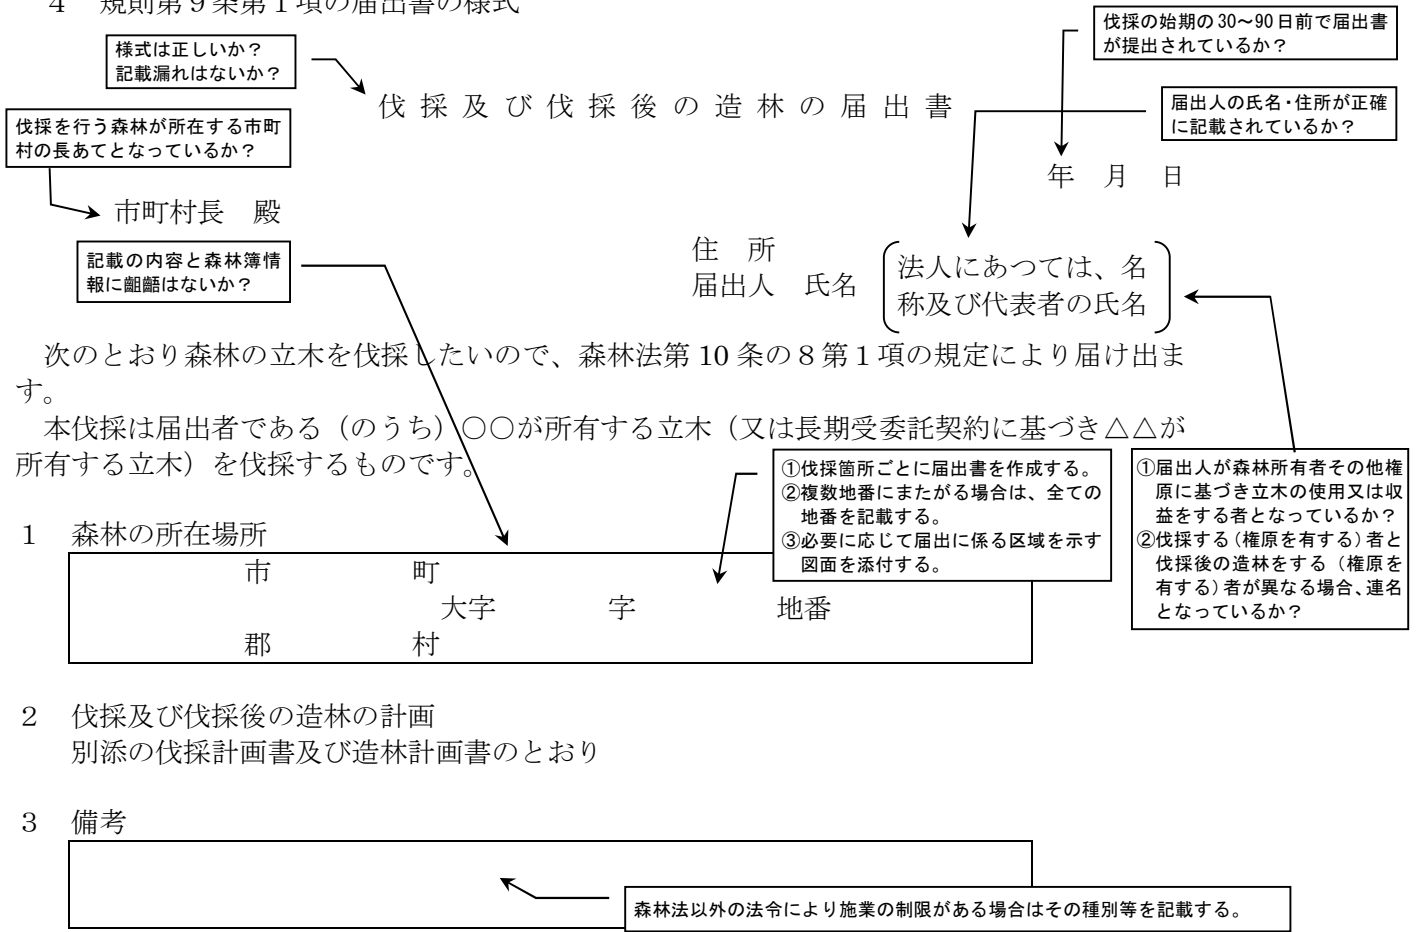 4　規則第９条第１項の届出書の様式
伐採の始期の30～90日前で届出書
が提出されているか？
様式は正しいか？
記載漏れはないか？
伐採及び伐採後の造林の届出書
届出人の氏名・住所が正確
に記載されているか？
伐採を行う森林が所在する市町
村の長あてとなっているか？
年　月　日
市町村長　殿
記載の内容と森林簿情
報に齟齬はないか？
住　所
届出人　氏名
法人にあつては、名
称及び代表者の氏名
次のとおり森林の立木を伐採したいので、森林法第 10 条の８第１項の規定により届け出ま
す。
本伐採は届出者である（のうち）○○が所有する立木（又は長期受委託契約に基づき△△が
所有する立木）を伐採するものです。
①伐採箇所ごとに届出書を作成する。
②複数地番にまたがる場合は、全ての
地番を記載する。
③必要に応じて届出に係る区域を示す
図面を添付する。
①届出人が森林所有者その他権
原に基づき立木の使用又は収
益をする者となっているか？
②伐採する（権原を有する）者と
伐採後の造林をする（権原を
有する）者が異なる場合、連名
となっているか？
１　森林の所在場所
市　町
大字　字　地番
郡　村
２　伐採及び伐採後の造林の計画
別添の伐採計画書及び造林計画書のとおり
３　備考
森林法以外の法令により施業の制限がある場合はその種別等を記載する。